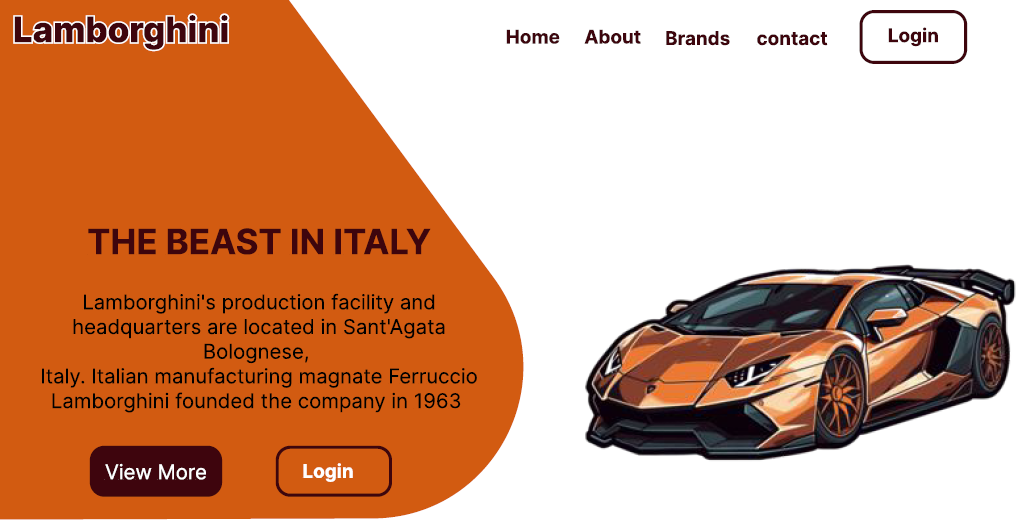 Lamborghini
Home
About
Brands
contact
Login
THE BEAST IN ITALY
Lamborghini's production facility and
headquarters are located in Sant'Agata
Bolognese,
Italy. Italian manufacturing magnate Ferruccio
Lamborghini founded the company in 1963
View More
Login